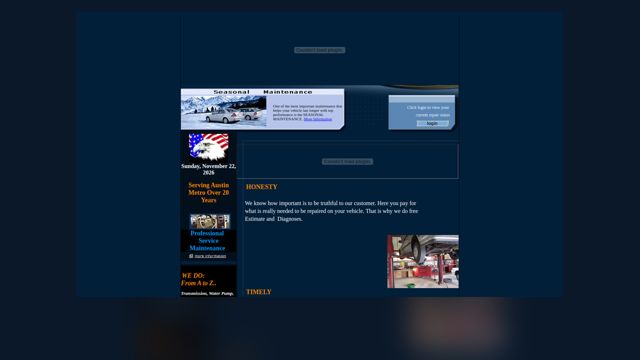 Couldn't load plugin.
Seasonal Maintenance
One of the most important maintenance that
helps your vehicle last longer with top
performance is the SEASONAL
MAINTENANCE. More Information
Click login to view your
current repair status
login
Sunday, November 22,
2026
Serving Austin
Metro Over 20
Years
Professional
Service
Maintenance
more information
WE DO:
From A to Z..
Transmission, Water Pump,
Couldn't load plugin.
HONESTY
We know how important is to be truthful to our customer. Here you pay for
what is really needed to be repaired on your vehicle. That is why we do free
Estimate and Diagnoses.
TIMELY